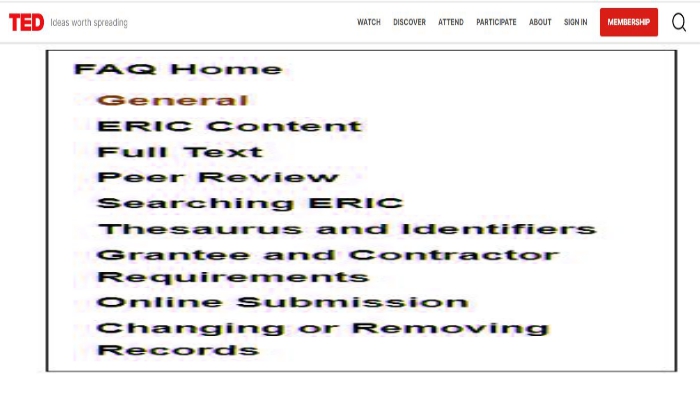 TED Ideas worth spreading WATCH DISCOVER ATTEND PARTICIPATE ABOUT SIGN IN MEMBERSHIP
FAQ Home
General
ERIC Content
Full Text
Peer Review
Searching ERIC
Thesaurus and Identifiers
Grantee and Contractor
Requirements
Online Submission
Changing or Removing
Records